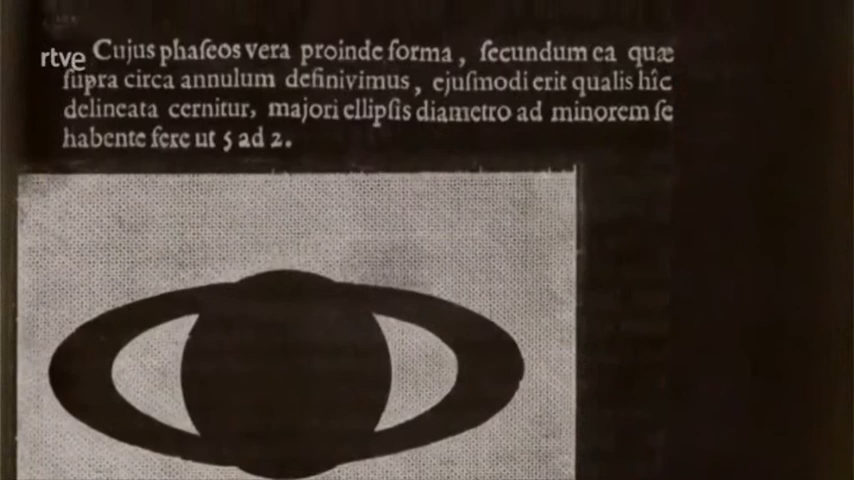 rtve
Cujus phaſeos vera proinde forma, ſecundum ea quæ
ſupra circa annulum definivimus, ejuſmodi erit qualis hîc
delineata cernitur, majori ellipſis diametro ad minorem ſe
habente fere ut 5 ad 2.